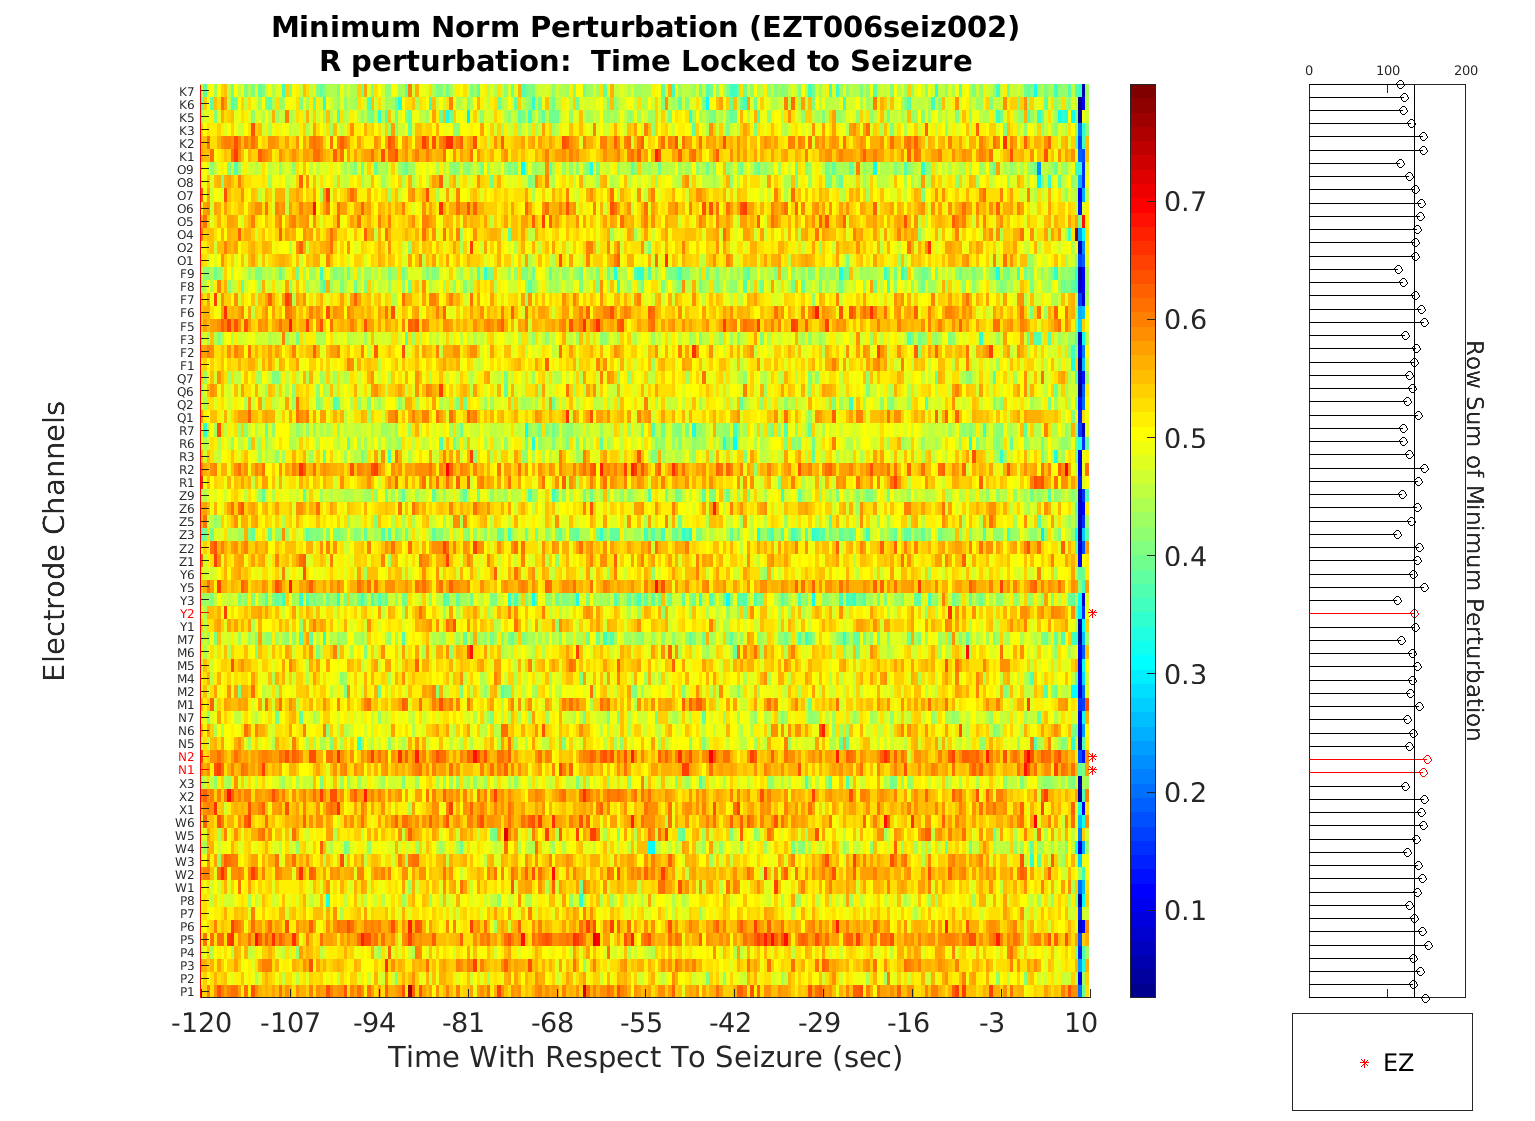 Minimum Norm Perturbation (EZT006seiz002)
R perturbation:  Time Locked to Seizure
Electrode Channels
K7
K6
K5
K3
K2
K1
O9
O8
O7
O6
O5
O4
O2
O1
F9
F8
F7
F6
F5
F3
F2
F1
Q7
Q6
Q2
Q1
R7
R6
R3
R2
R1
Z9
Z6
Z5
Z3
Z2
Z1
Y6
Y5
Y3
Y2
Y1
M7
M6
M5
M4
M2
M1
N7
N6
N5
N2
N1
X3
X2
X1
W6
W5
W4
W3
W2
W1
P8
P7
P6
P5
P4
P3
P2
P1
-120 -107 -94 -81 -68 -55 -42 -29 -16 -3 10
Time With Respect To Seizure (sec)
0.7
0.6
0.5
0.4
0.3
0.2
0.1
0 100 200
Row Sum of Minimum Perturbation
EZ